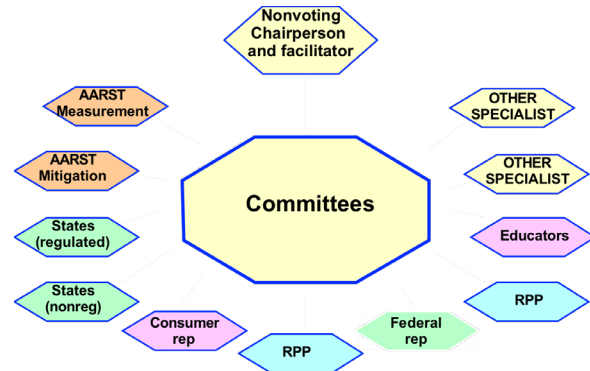 Nonvoting
Chairperson
and facilitator
AARST
Measurement
OTHER
SPECIALIST
AARST
Mitigation
OTHER
SPECIALIST
Committees
States
(regulated)
Educators
States
(nonreg)
RPP
Consumer
rep
RPP
Federal
rep